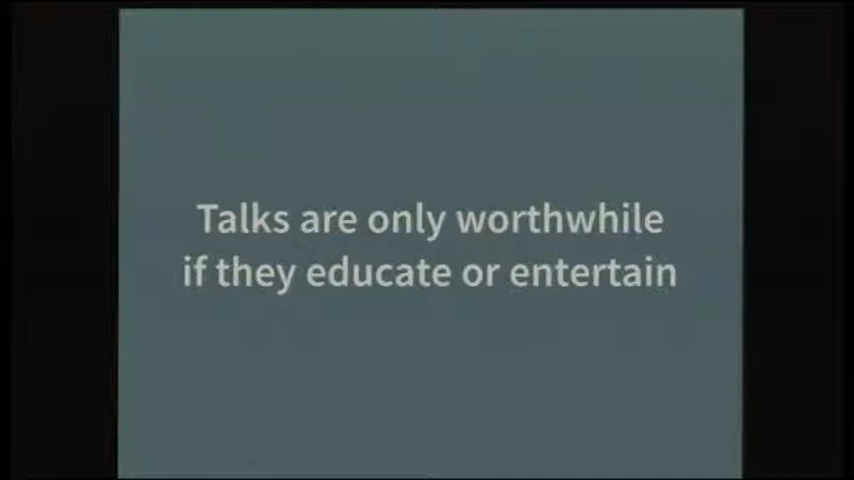 Talks are only worthwhile
if they educate or entertain